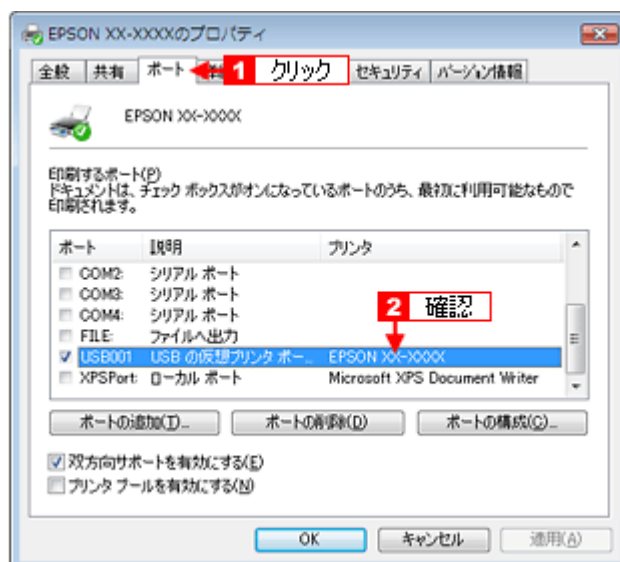 EPSON XX-XXXXのプロパティ
全般 共有 ポート 1 クリック セキュリティ バージョン情報
EPSON XX-XXXX
印刷するポート(P)
ドキュメントは、チェック ボックスがオンになっているポートのうち、最初に利用可能なもので
印刷されます。
ポート 説明 プリンタ
COM2: シリアル ポート
COM3: シリアル ポート
COM4: シリアル ポート
2 確認
FILE: ファイルへ出力
USB001 USB の仮想プリンタ ポー... EPSON XX-XXXX
XPSPort: ローカル ポート Microsoft XPS Document Writer
ポートの追加(T)... ポートの削除(D) ポートの構成(C)...
双方向サポートを有効にする(E)
プリンタ プールを有効にする(N)
OK キャンセル 適用(A)